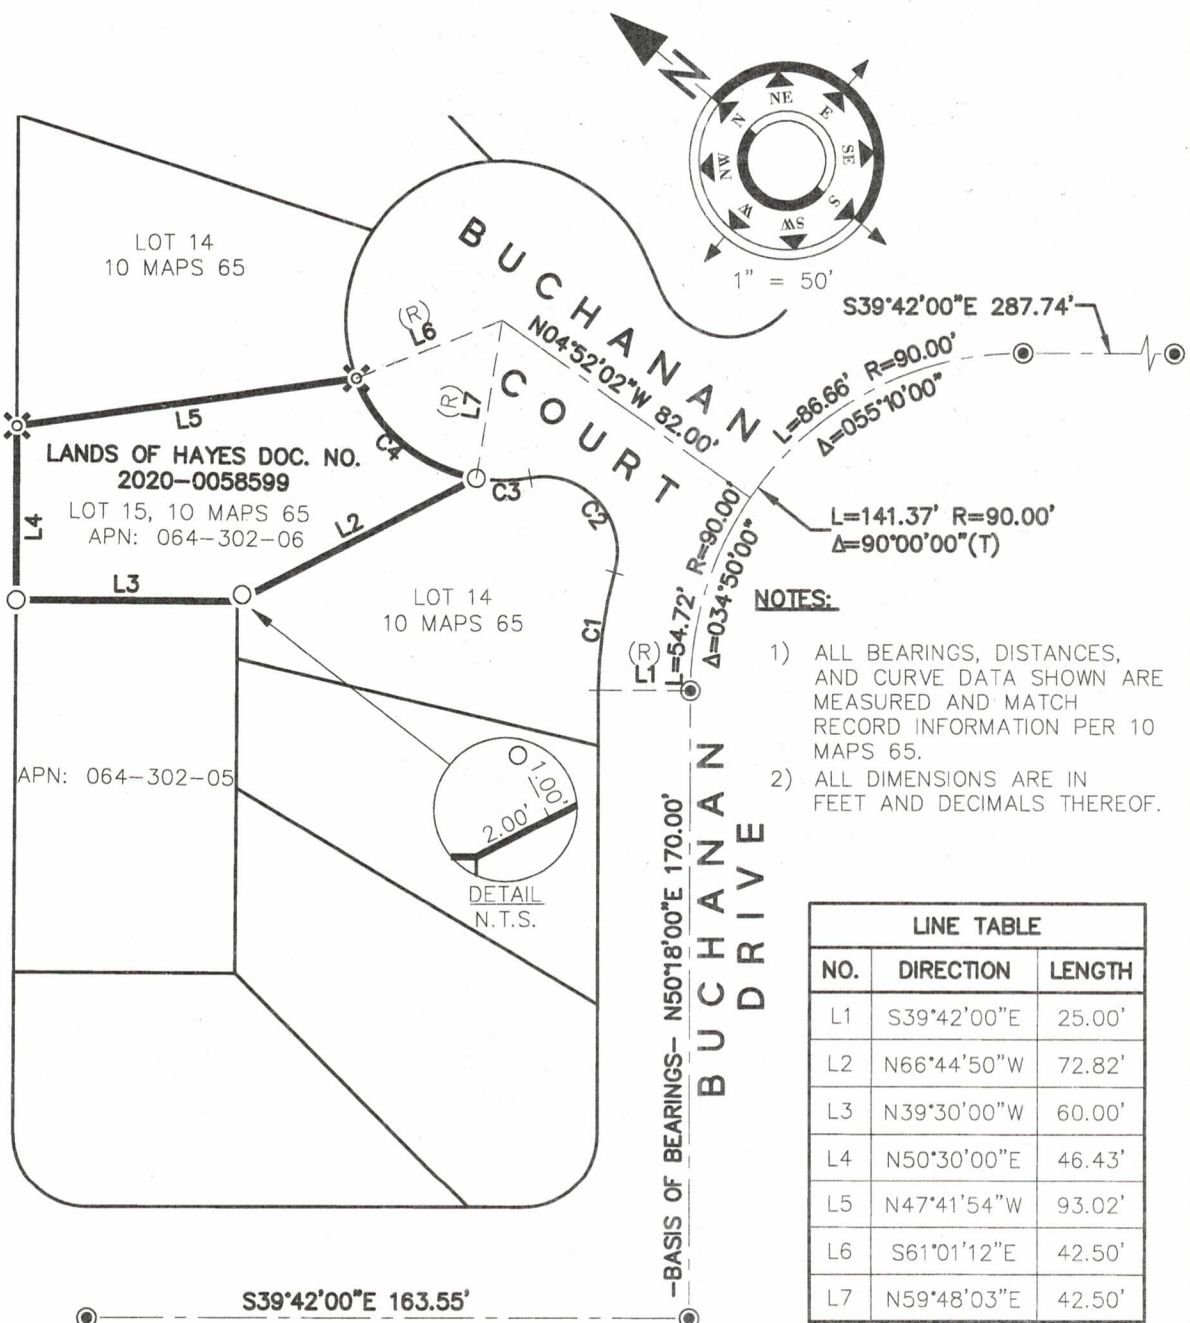 N
N
NE
E
SE
S
SW
W
NW
1" = 50'
LOT 14
10 MAPS 65
BUCHANAN
COURT
N04°52'02"W 82.00'
(R)
L6
(R)
L7
S39°42'00"E 287.74'
L=86.66' R=90.00'
Δ=055°10'00"
L=141.37' R=90.00'
Δ=90°00'00"(T)
L=54.72' R=90.00'
Δ=034°50'00"
L5
C4
LANDS OF HAYES DOC. NO.
2020-0058599
LOT 15, 10 MAPS 65
APN: 064-302-06
L4
L2
L3
C3
C2
C1
LOT 14
10 MAPS 65
(R)
L1
NOTES:
1) ALL BEARINGS, DISTANCES,
AND CURVE DATA SHOWN ARE
MEASURED AND MATCH
RECORD INFORMATION PER 10
MAPS 65.
2) ALL DIMENSIONS ARE IN
FEET AND DECIMALS THEREOF.
APN: 064-302-05
1.00'
2.00'
DETAIL
N.T.S.
-BASIS OF BEARINGS- N50°18'00"E 170.00'
BUCHANAN
DRIVE
LINE TABLE
NO. DIRECTION LENGTH
L1 S39°42'00"E 25.00'
L2 N66°44'50"W 72.82'
L3 N39°30'00"W 60.00'
L4 N50°30'00"E 46.43'
L5 N47°41'54"W 93.02'
L6 S61°01'12"E 42.50'
L7 N59°48'03"E 42.50'
S39°42'00"E 163.55'